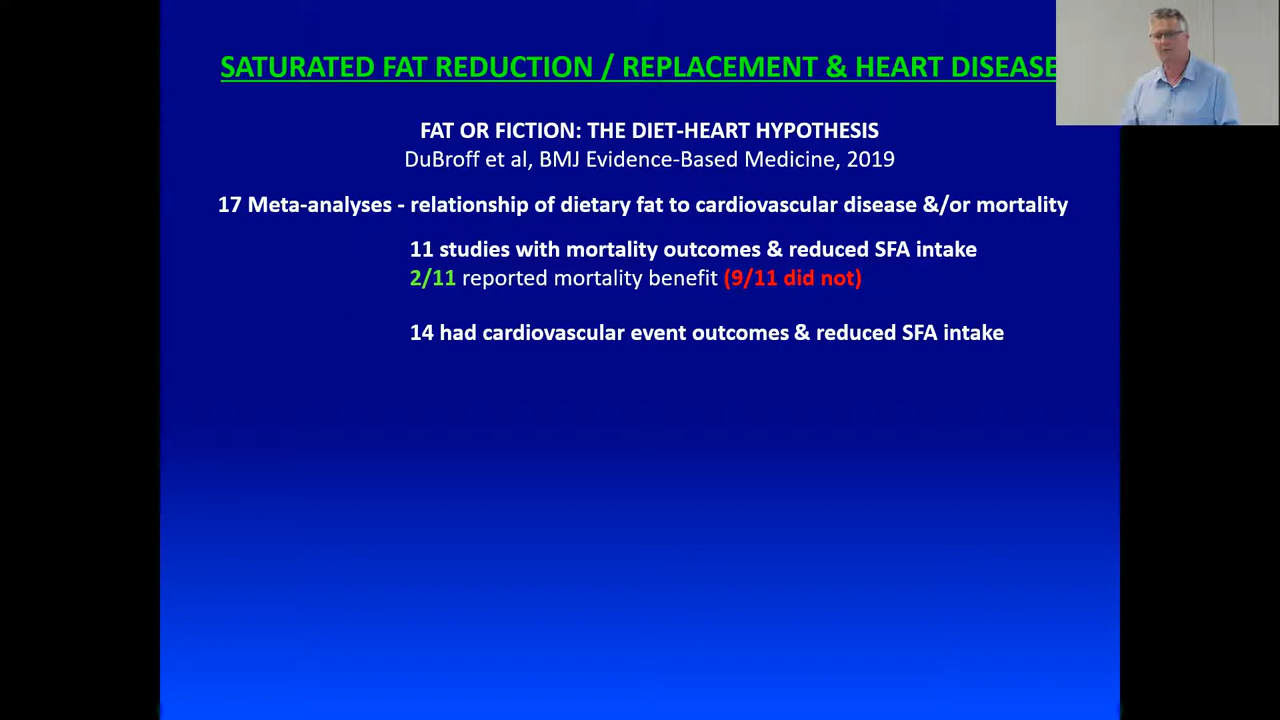 SATURATED FAT REDUCTION / REPLACEMENT & HEART DISEASE
FAT OR FICTION: THE DIET-HEART HYPOTHESIS
DuBroff et al, BMJ Evidence-Based Medicine, 2019
17 Meta-analyses - relationship of dietary fat to cardiovascular disease &/or mortality
11 studies with mortality outcomes & reduced SFA intake
2/11 reported mortality benefit (9/11 did not)
14 had cardiovascular event outcomes & reduced SFA intake